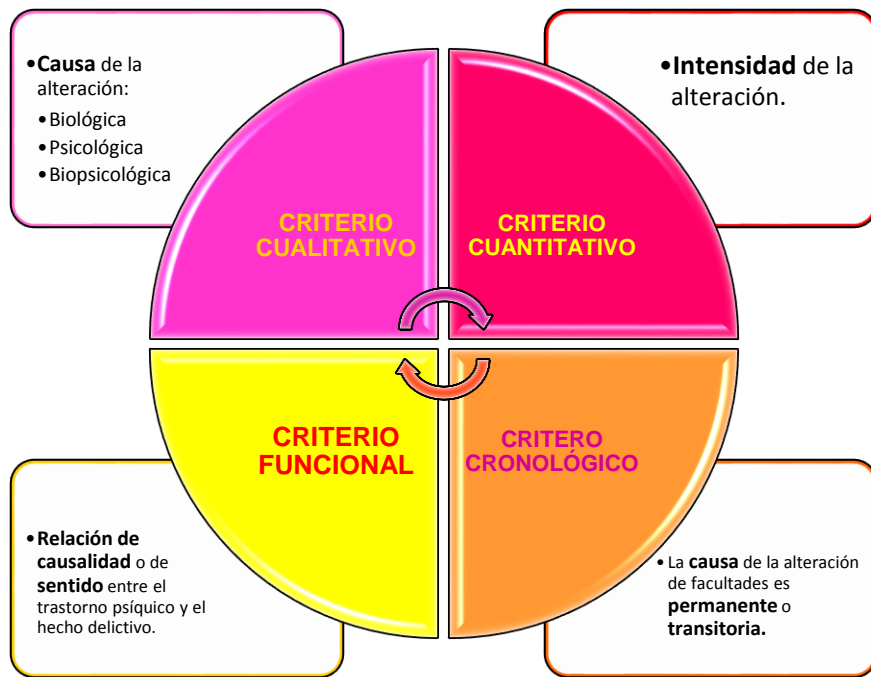 •Causa de la
alteración:
•Biológica
•Psicológica
•Biopsicológica
•Intensidad de la
alteración.
CRITERIO
CUALITATIVO
CRITERIO
CUANTITATIVO
CRITERIO
FUNCIONAL
CRITERO
CRONOLÓGICO
•Relación de
causalidad o de
sentido entre el
trastorno psíquico y el
hecho delictivo.
•La causa de la alteración
de facultades es
permanente o
transitoria.